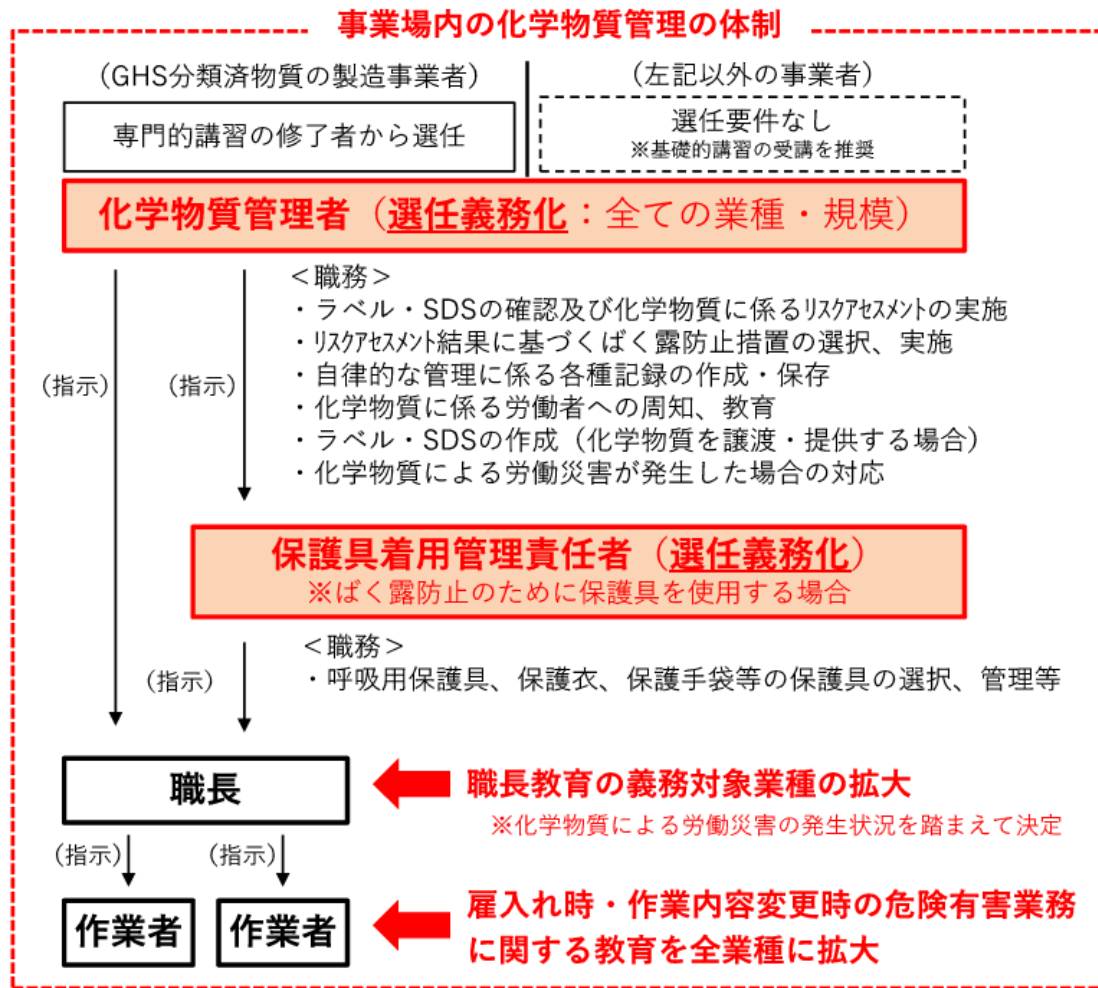 事業場内の化学物質管理の体制
(GHS分類済物質の製造事業者)
(左記以外の事業者)
専門的講習の修了者から選任
選任要件なし
※基礎的講習の受講を推奨
化学物質管理者(選任義務化:全ての業種・規模)
<職務>
・ラベル・SDSの確認及び化学物質に係るリスクアセスメントの実施
・リスクアセスメント結果に基づくばく露防止措置の選択、実施
・自律的な管理に係る各種記録の作成・保存
・化学物質に係る労働者への周知、教育
・ラベル・SDSの作成(化学物質を譲渡・提供する場合)
・化学物質による労働災害が発生した場合の対応
(指示)
(指示)
保護具着用管理責任者(選任義務化)
※ばく露防止のために保護具を使用する場合
<職務>
・呼吸用保護具、保護衣、保護手袋等の保護具の選択、管理等
(指示)
職長
職長教育の義務対象業種の拡大
※化学物質による労働災害の発生状況を踏まえて決定
(指示)
(指示)
作業者
作業者
雇入れ時・作業内容変更時の危険有害業務
に関する教育を全業種に拡大